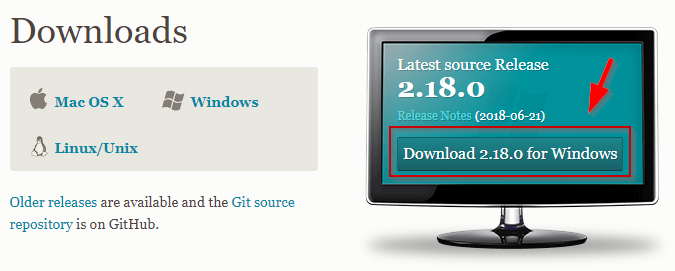 Downloads
Mac OS X
Windows
Linux/Unix
Older releases are available and the Git source
repository is on GitHub.
Latest source Release
2.18.0
Release Notes (2018-06-21)
Download 2.18.0 for Windows